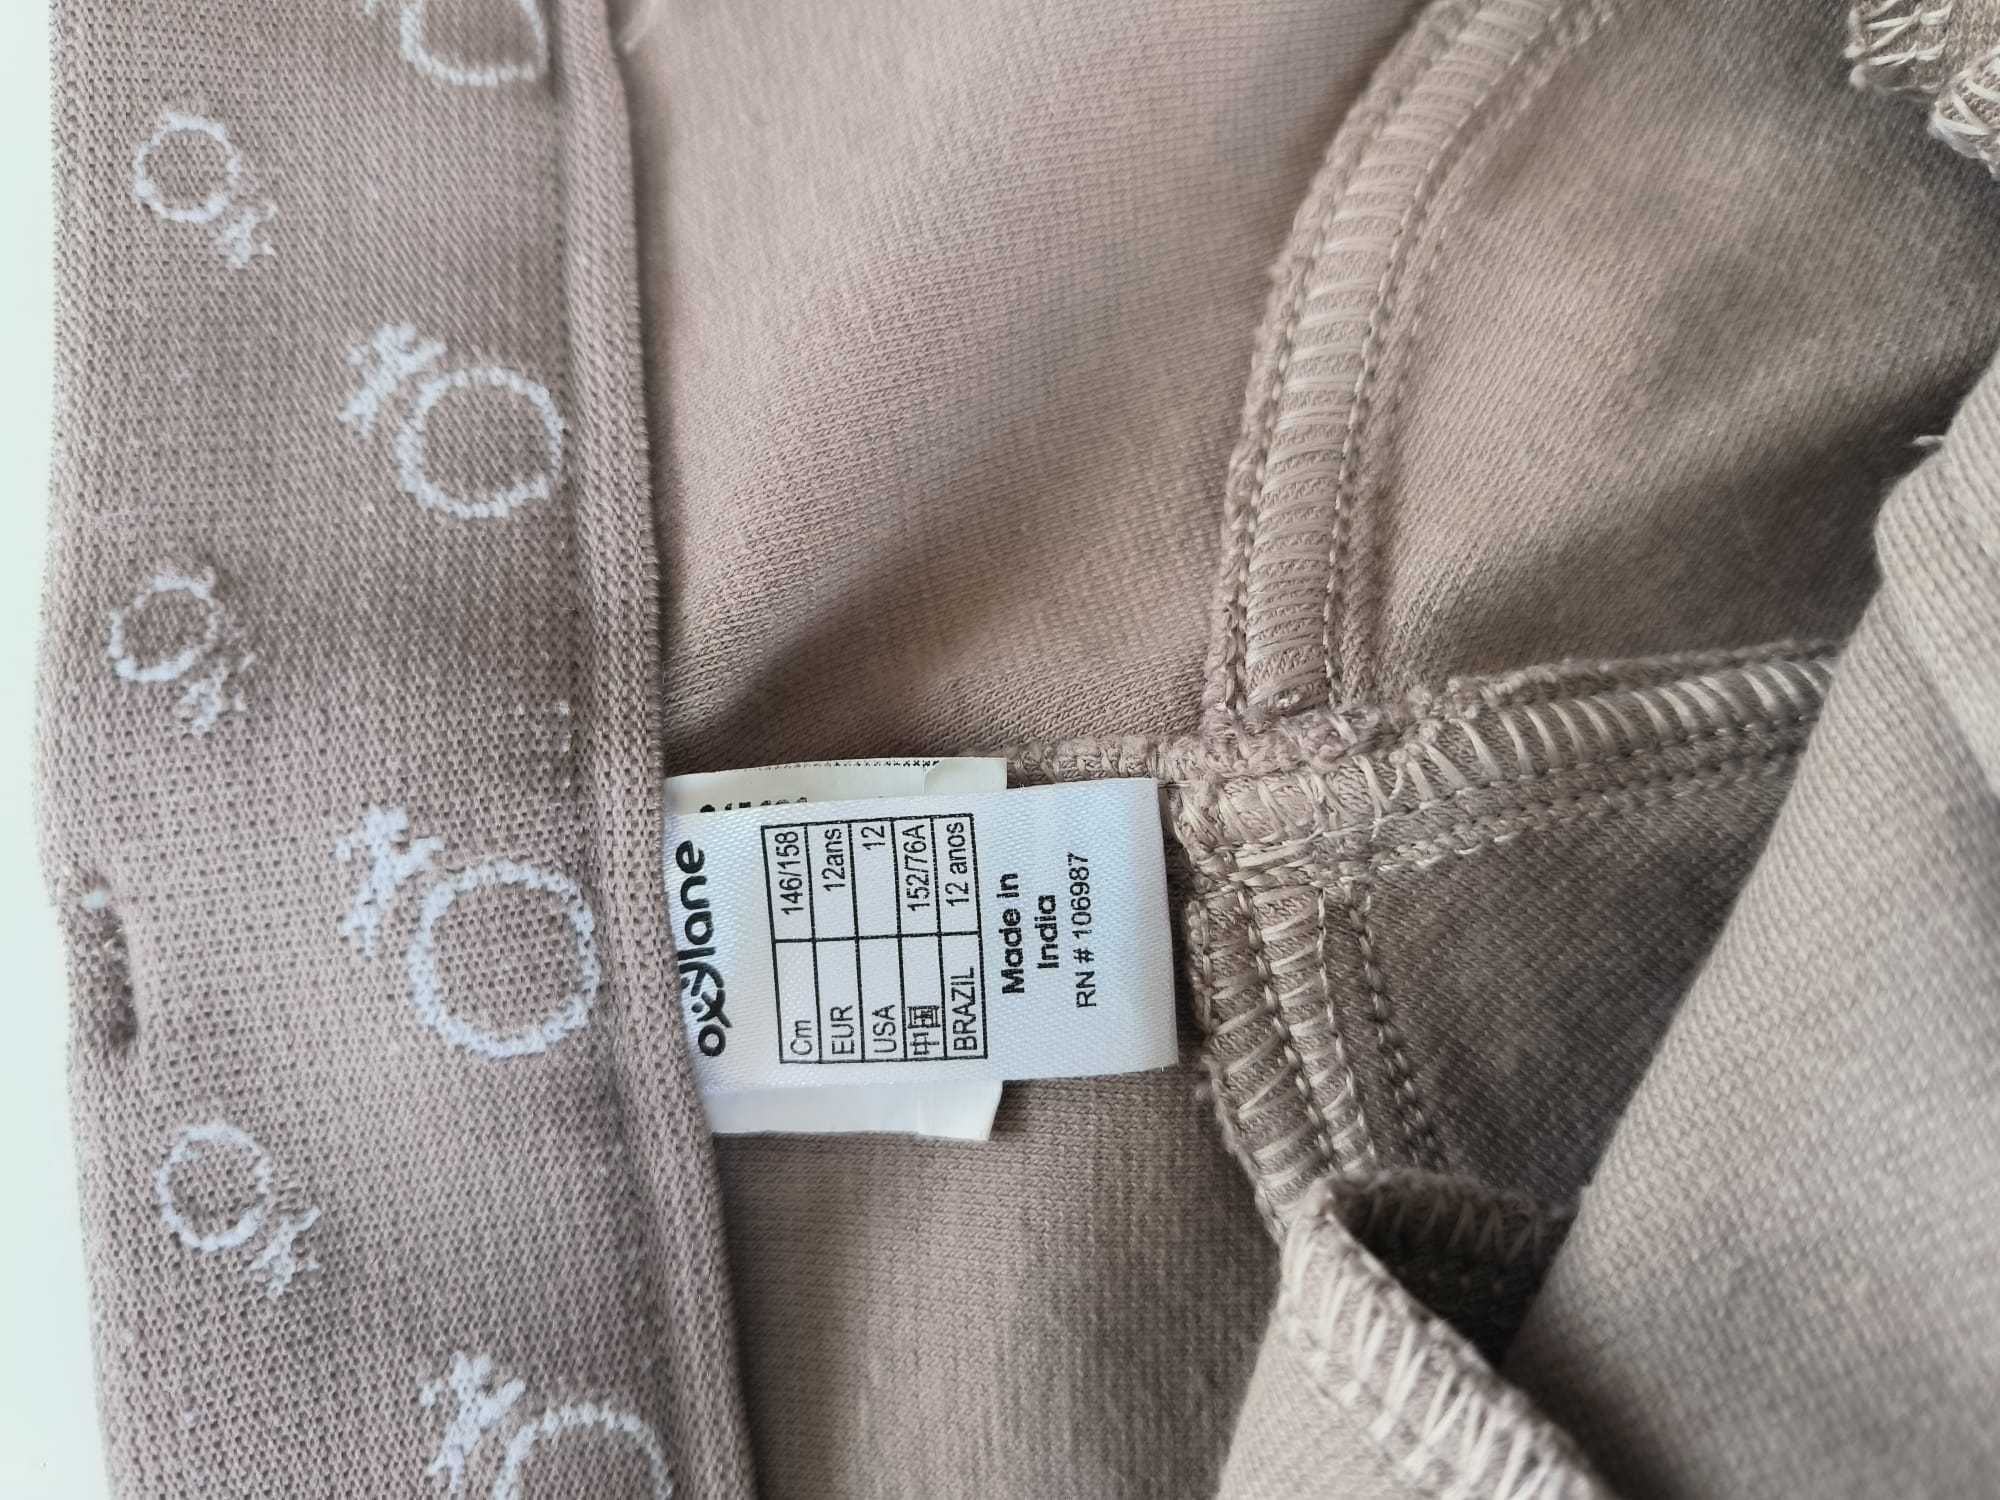 oxylane
Cm 146/158
EUR 12ans
USA 12
中国 152/76A
BRAZIL 12 anos
Made in
India
RN # 106987